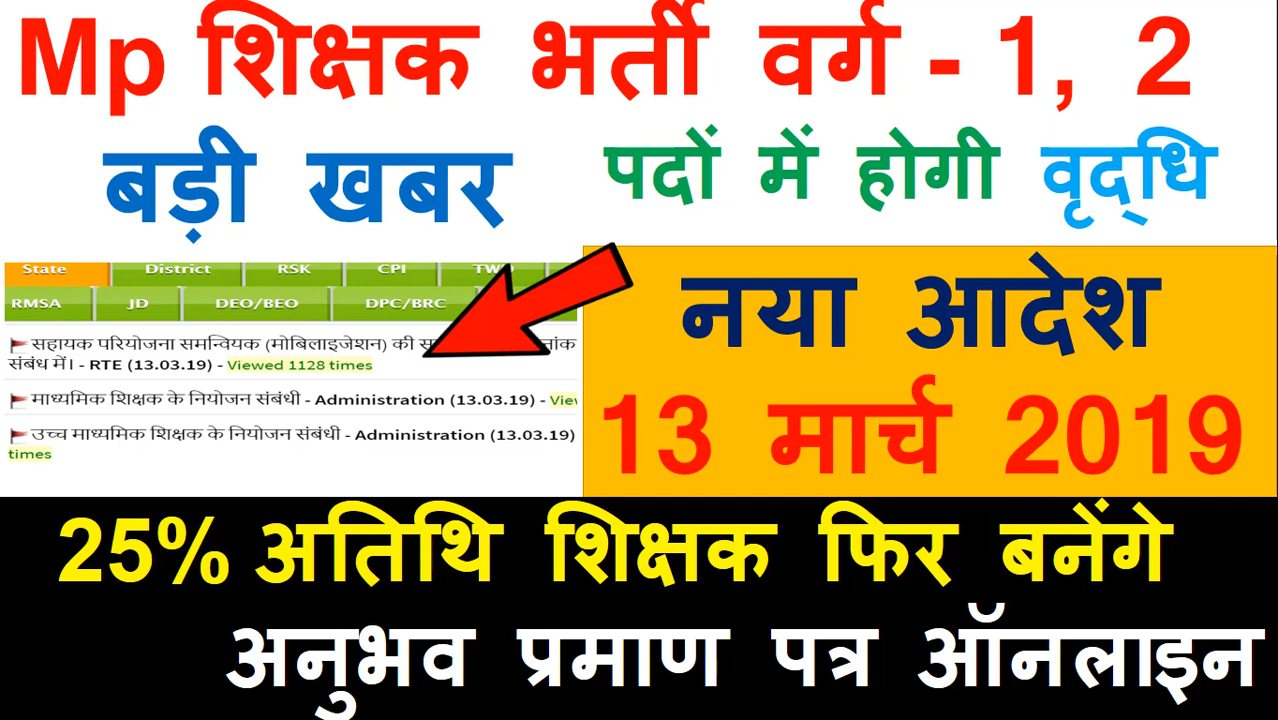 Mp शिक्षक भर्ती वर्ग - 1, 2
बड़ी खबर
पदों में होगी वृद्धि
State District RSK CPI
RMSA JD DEO/BEO DPC/BRC
सहायक परियोजना समन्वियक (मोबिलाइजेशन) की
संबंध में। - RTE (13.03.19) - Viewed 1128 times
माध्यमिक शिक्षक के नियोजन संबंधी - Administration (13.03.19) -
उच्च माध्यमिक शिक्षक के नियोजन संबंधी - Administration (13.03.19)
times
नया आदेश
13 मार्च 2019
25% अतिथि शिक्षक फिर बनेंगे
अनुभव प्रमाण पत्र ऑनलाइन